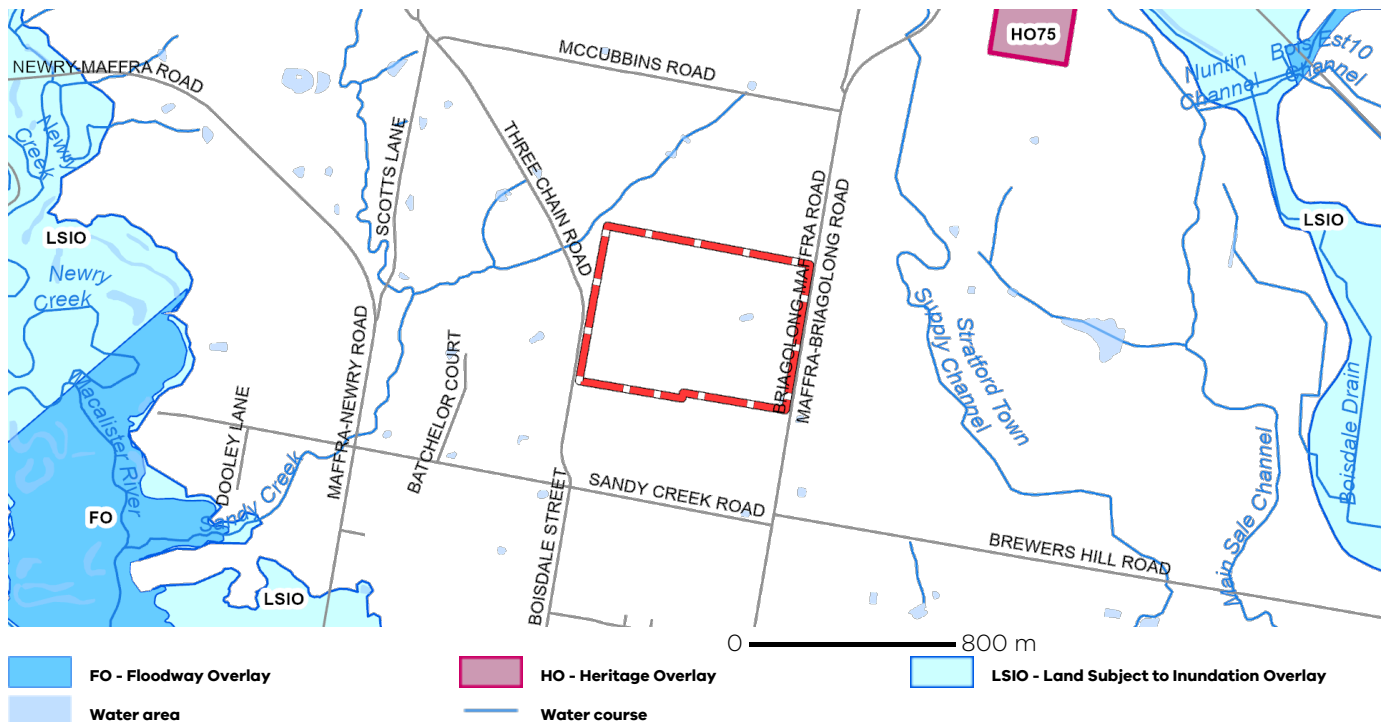 HO75
Bois Est10
Channel
Nuntin
Channel
MCCUBBINS ROAD
NEWRY-MAFFRA ROAD
Newry
Creek
SCOTTS LANE
THREE CHAIN ROAD
BRIAGOLONG-MAFFRA ROAD
MAFFRA-BRIAGOLONG ROAD
LSIO
LSIO
Newry
Creek
Stratford Town
Supply Channel
MAFFRA-NEWRY ROAD
BATCHELOR COURT
Macalister River
DOOLEY LANE
Boisdale Drain
Main Sale Channel
Sandy Creek
BOISDALE STREET
SANDY CREEK ROAD
FO
BREWERS HILL ROAD
LSIO
0 800 m
FO - Floodway Overlay
HO - Heritage Overlay
LSIO - Land Subject to Inundation Overlay
Water area
Water course